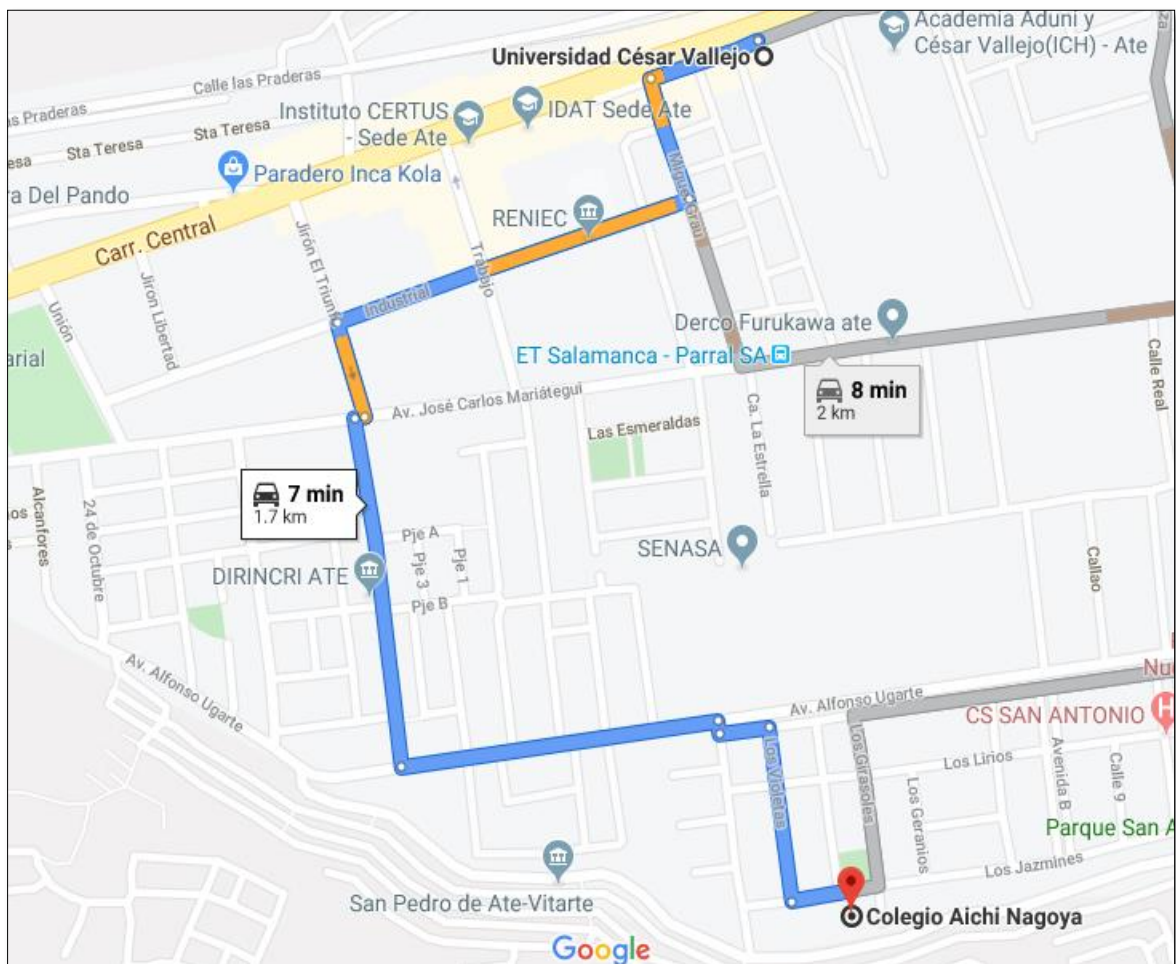 Academia Aduni y
César Vallejo(ICH) - Ate
Universidad César Vallejo
Calle las Praderas
as Praderas
Instituto CERTUS
- Sede Ate
IDAT Sede Ate
Sta Teresa
Sta Teresa
esa
Paradero Inca Kola
ra Del Pando
Miguel Grau
RENIEC
Carr. Central
Jirón El Triunfo
Trabajo
Jiron Libertad
Industrial
Unión
Derco Furukawa ate
ET Salamanca - Parral SA
arial
Calle Real
8 min
2 km
Av. José Carlos Mariátegui
Las Esmeraldas
Ca. La Estrella
7 min
1.7 km
Alcanfores
24 de Octubre
Pje A
SENASA
Pje 3
Pje 1
DIRINCRI ATE
Callao
Pje B
Av. Alfonso Ugarte
Nu
Av. Alfonso Ugarte
CS SAN ANTONIO
H
Los Violetas
Los Girasoles
Los Lirios
Avenida B
Calle 9
Los Geranios
Parque San A
Los Jazmines
San Pedro de Ate-Vitarte
Colegio Aichi Nagoya
Google